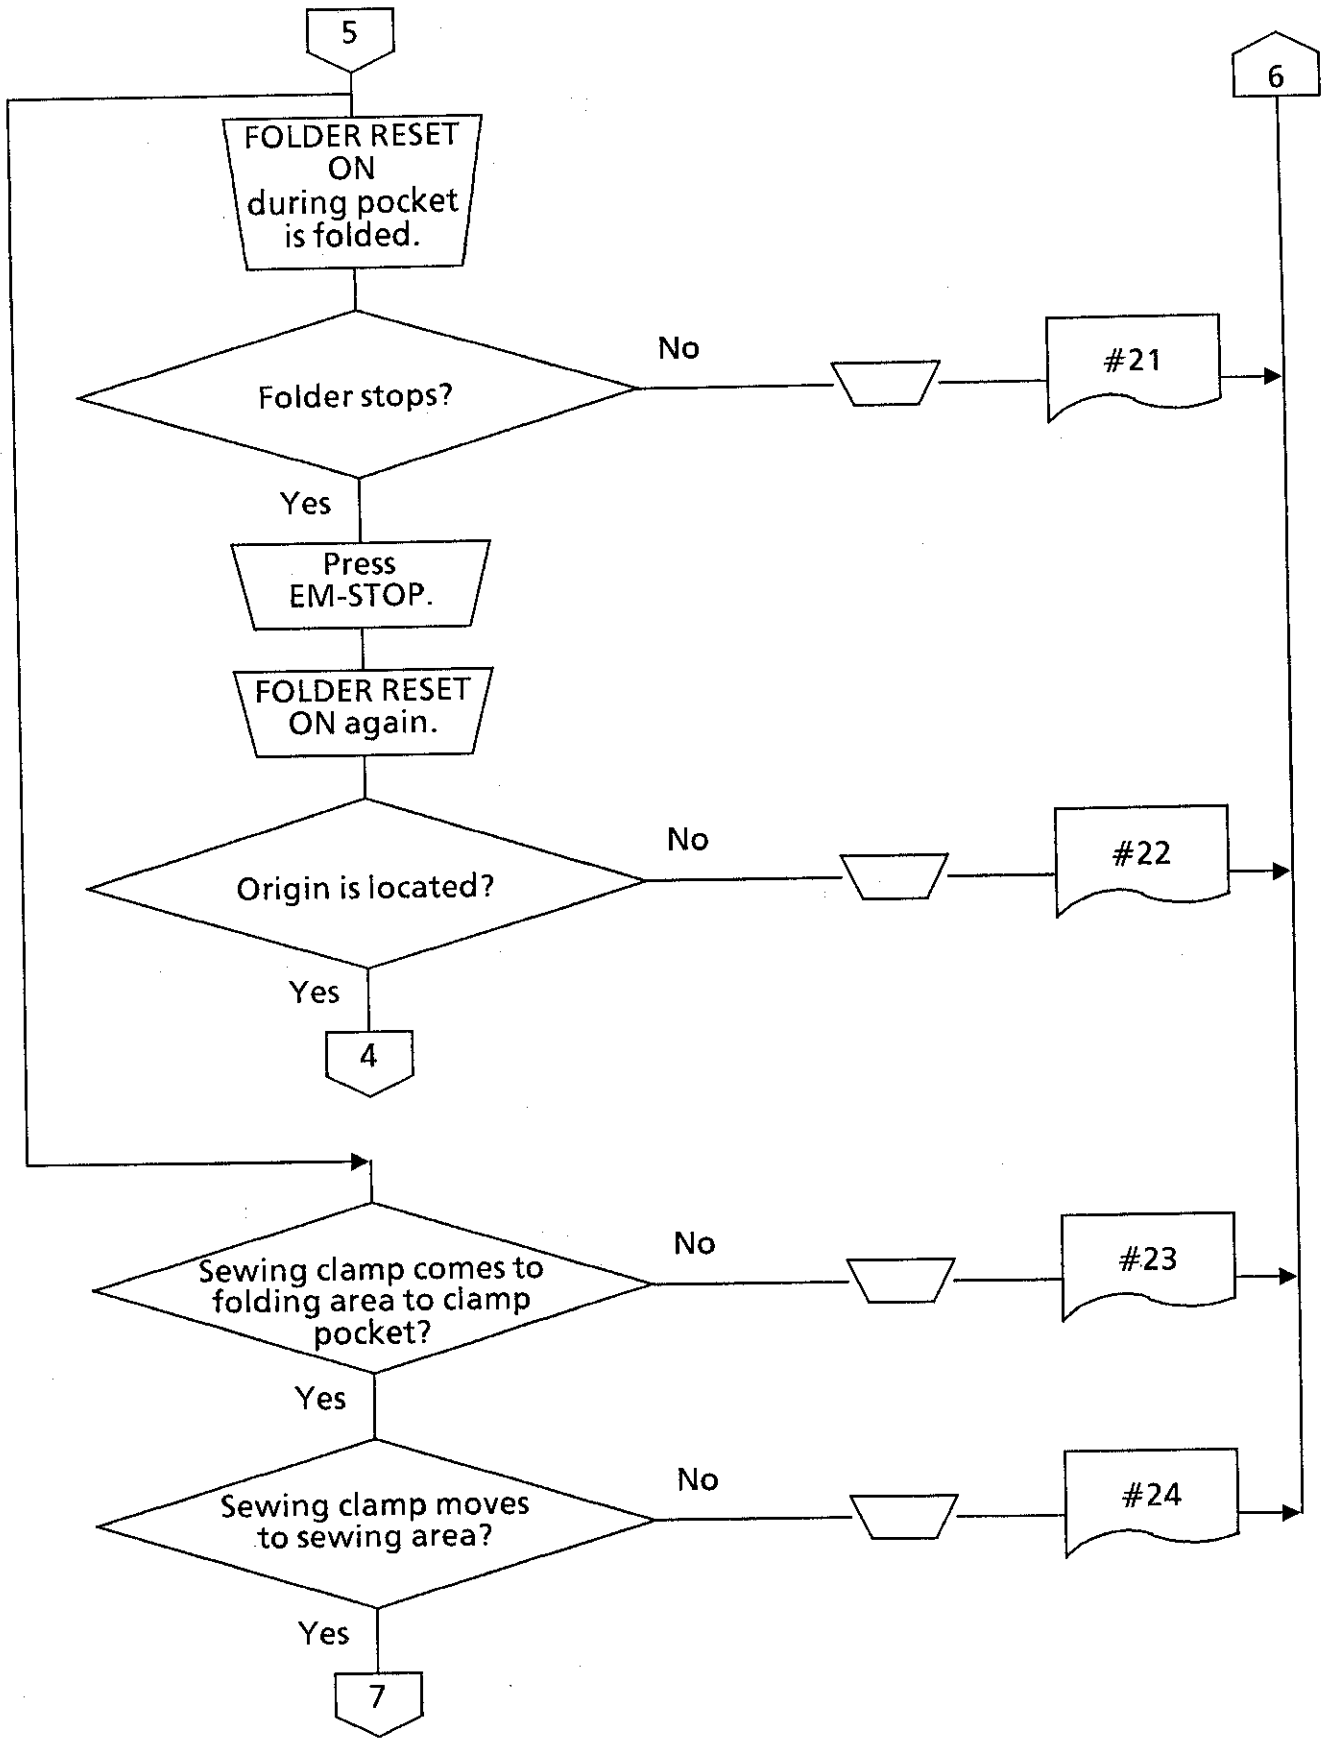 5
6
FOLDER RESET
ON
during pocket
is folded.
No
#21
Folder stops?
Yes
Press
EM-STOP.
FOLDER RESET
ON again.
No
#22
Origin is located?
Yes
4
No
#23
Sewing clamp comes to
folding area to clamp
pocket?
Yes
No
#24
Sewing clamp moves
to sewing area?
Yes
7